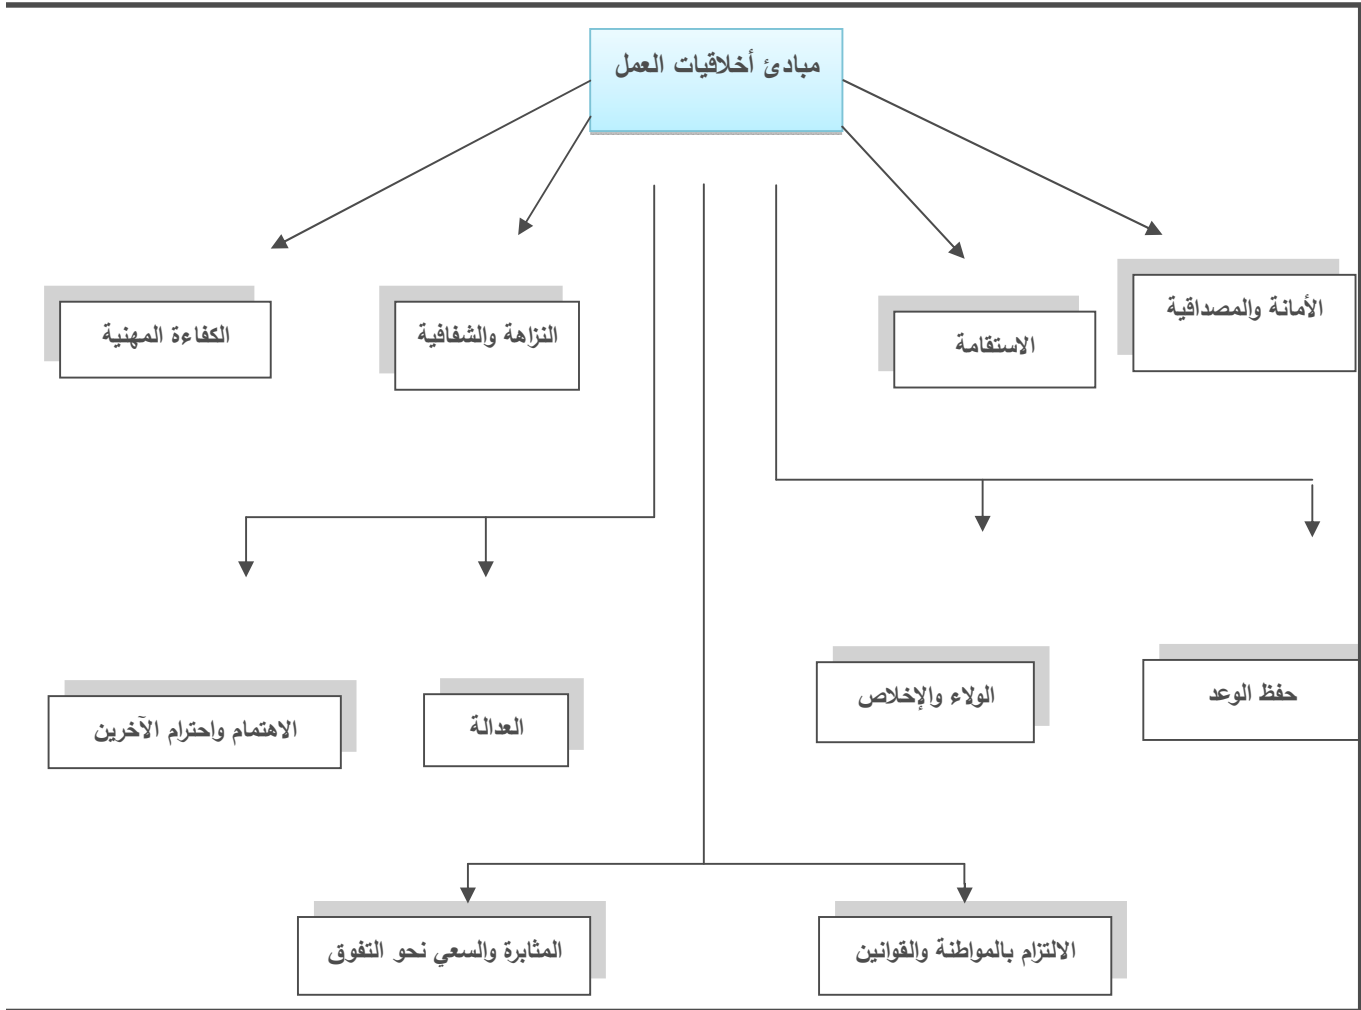 مبادئ أخلاقيات العمل
الأمانة والمصداقية
الاستقامة
النزاهة والشفافية
الكفاءة المهنية
حفظ الوعد
الولاء والإخلاص
العدالة
الاهتمام واحترام الآخرين
الالتزام بالمواطنة والقوانين
المثابرة والسعي نحو التفوق